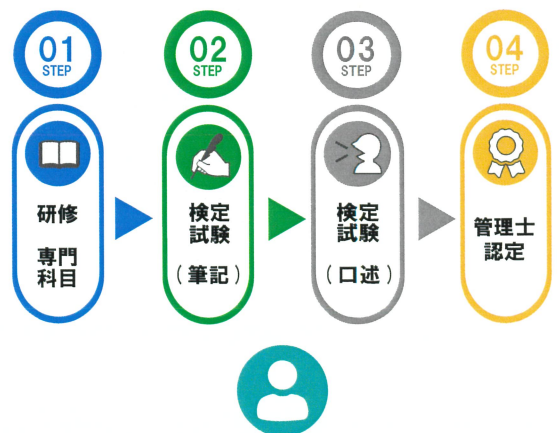 01
STEP
02
STEP
03
STEP
04
STEP
研修
専門
科目
検定
試験
(筆記)
検定
試験
(口述)
管理士
認定